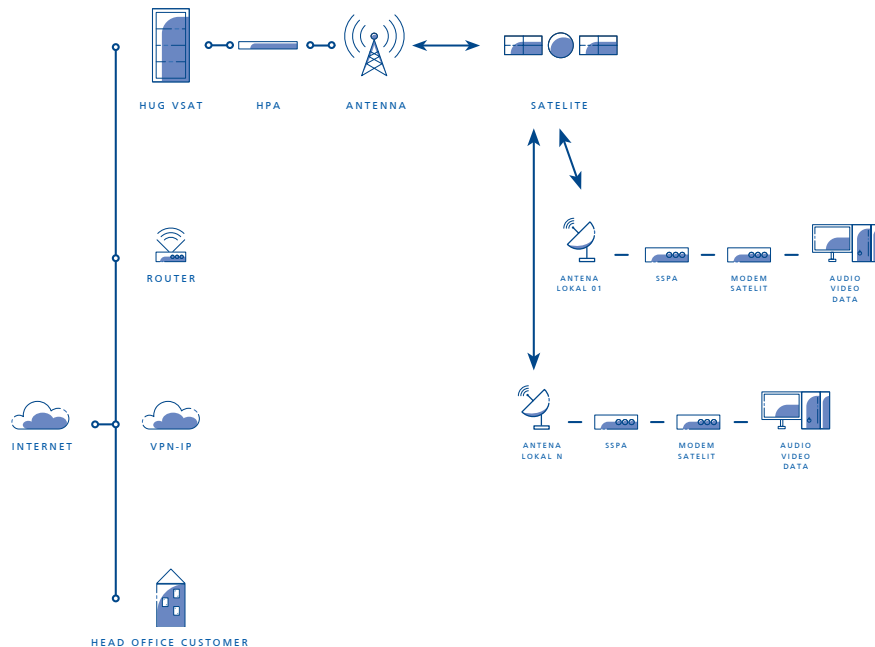 HUG VSAT
HPA
ANTENNA
SATELITE
ROUTER
ANTENA
LOKAL 01
SSPA
MODEM
SATELIT
AUDIO
VIDEO
DATA
INTERNET
VPN-IP
ANTENA
LOKAL N
SSPA
MODEM
SATELIT
AUDIO
VIDEO
DATA
HEAD OFFICE CUSTOMER